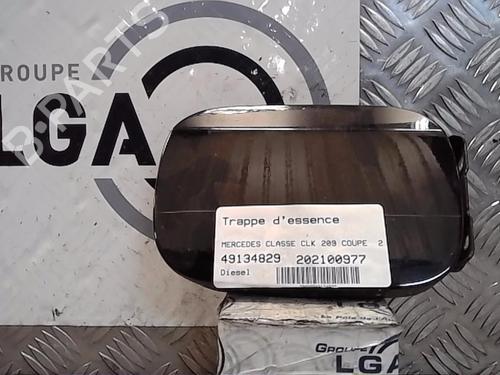 GROUPE
LGA
B-PARTS
Trappe d'essence
MERCEDES CLASSE CLK 209 COUPE 2
49134829 202100977
Diesel
GROUPE
LGA